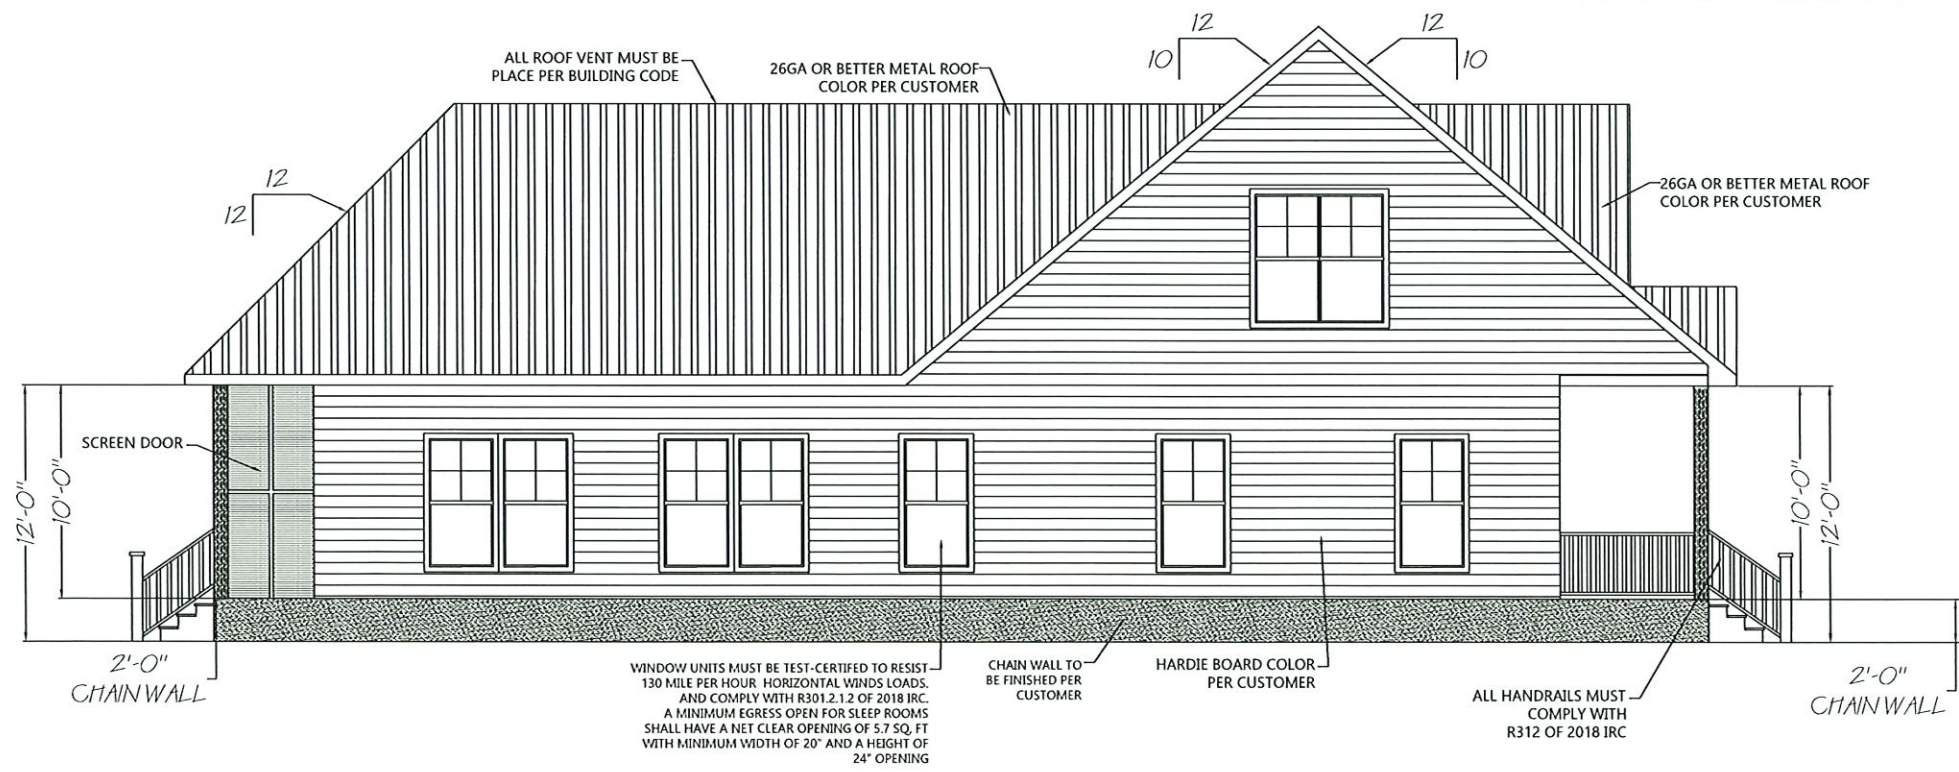 12
10
12
10
ALL ROOF VENT MUST BE
PLACE PER BUILDING CODE
26GA OR BETTER METAL ROOF
COLOR PER CUSTOMER
12
12
26GA OR BETTER METAL ROOF
COLOR PER CUSTOMER
SCREEN DOOR
12'-0"
10'-0"
10'-0"
12'-0"
2'-0"
CHAIN WALL
WINDOW UNITS MUST BE TEST-CERTIFED TO RESIST
130 MILE PER HOUR HORIZONTAL WINDS LOADS.
AND COMPLY WITH R301.2.1.2 OF 2018 IRC.
A MINIMUM EGRESS OPEN FOR SLEEP ROOMS
SHALL HAVE A NET CLEAR OPENING OF 5.7 SQ, FT
WITH MINIMUM WIDTH OF 20" AND A HEIGHT OF
24" OPENING
CHAIN WALL TO
BE FINISHED PER
CUSTOMER
HARDIE BOARD COLOR
PER CUSTOMER
ALL HANDRAILS MUST
COMPLY WITH
R312 OF 2018 IRC
2'-0"
CHAIN WALL